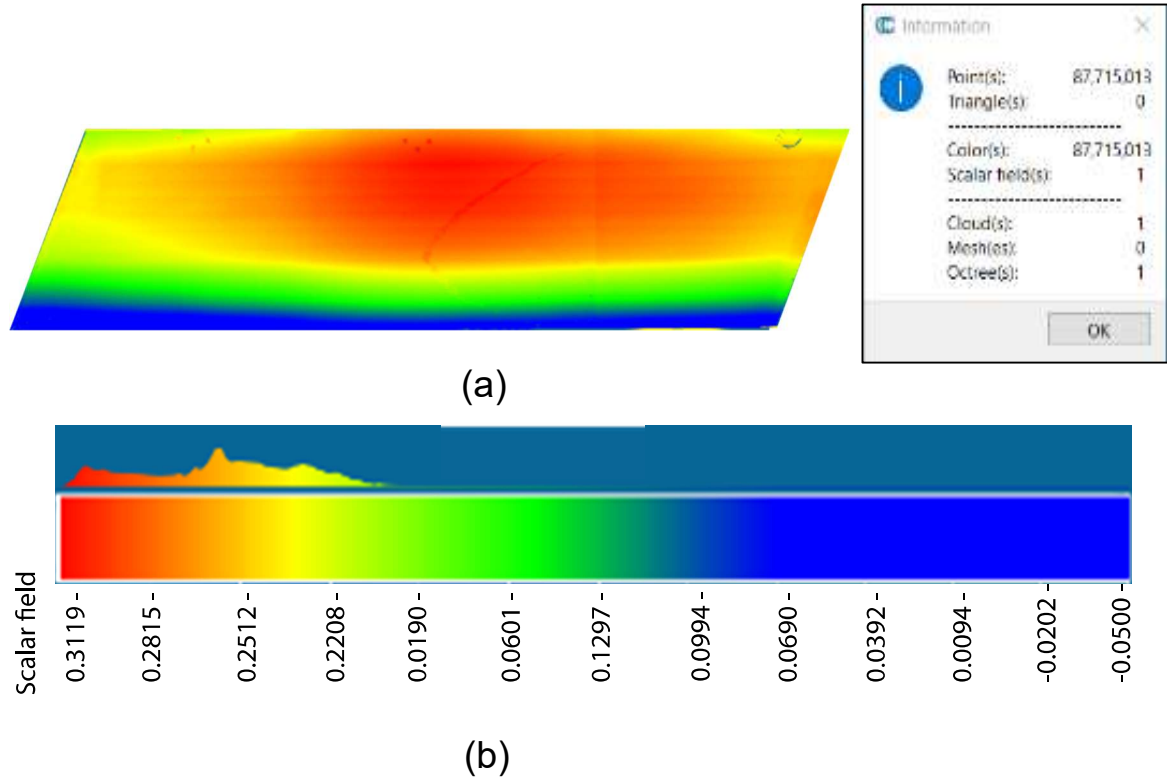 Information
Point(s): 87,715,013
Triangle(s): 0
Color(s): 87,715,013
Scalar field(s): 1
Cloud(s): 1
Mesh(es): 0
Octree(s): 1
OK
(a)
Scalar field
0.3119
0.2815
0.2512
0.2208
0.0190
0.0601
0.1297
0.0994
0.0690
0.0392
0.0094
-0.0202
-0.0500
(b)